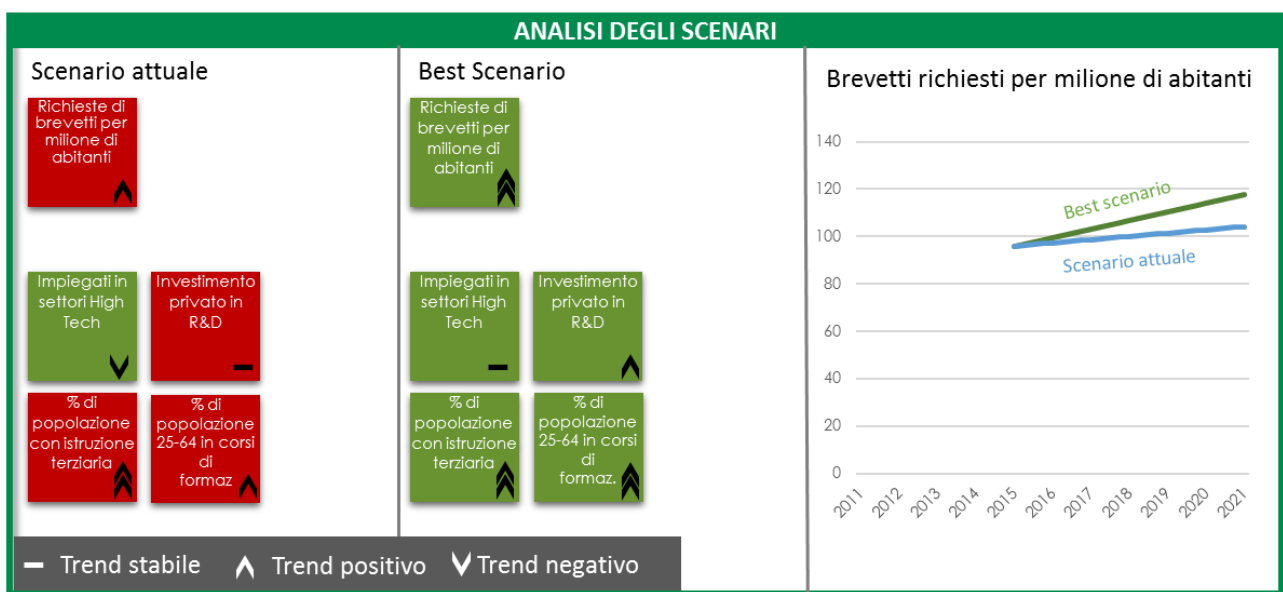 ANALISI DEGLI SCENARI
Scenario attuale
Richieste di
brevetti per
milione di
abitanti
Impiegati in
settori High
Tech
Investimento
privato in
R&D
% di
popolazione
con istruzione
terziaria
% di
popolazione
25-64 in corsi
di
formaz
Best Scenario
Richieste di
brevetti per
milione di
abitanti
Impiegati in
settori High
Tech
Investimento
privato in
R&D
% di
popolazione
con istruzione
terziaria
% di
popolazione
25-64 in corsi
di
formaz.
Trend stabile
Trend positivo
Trend negativo
Brevetti richiesti per milione di abitanti
140
120
100
80
60
40
20
0
Best scenario
Scenario attuale
2011
2012
2013
2014
2015
2016
2017
2018
2019
2020
2021